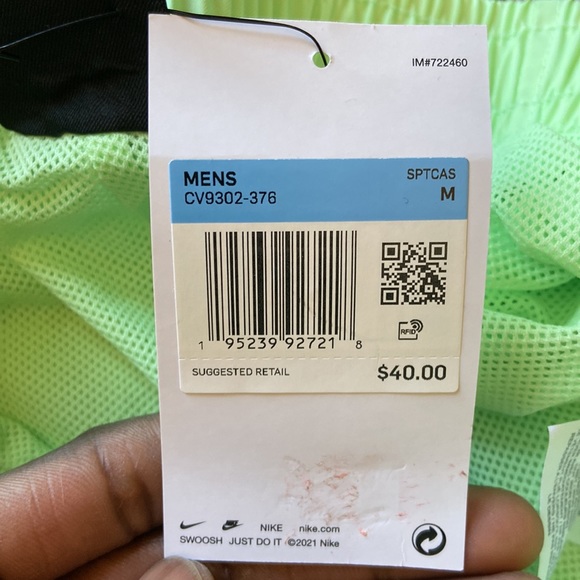 IM#722460
MENS SPTCAS
CV9302-376 M
RFID
1 95239 92721 8
SUGGESTED RETAIL $40.00
NIKE nike.com
SWOOSH JUST DO IT ©2021 Nike